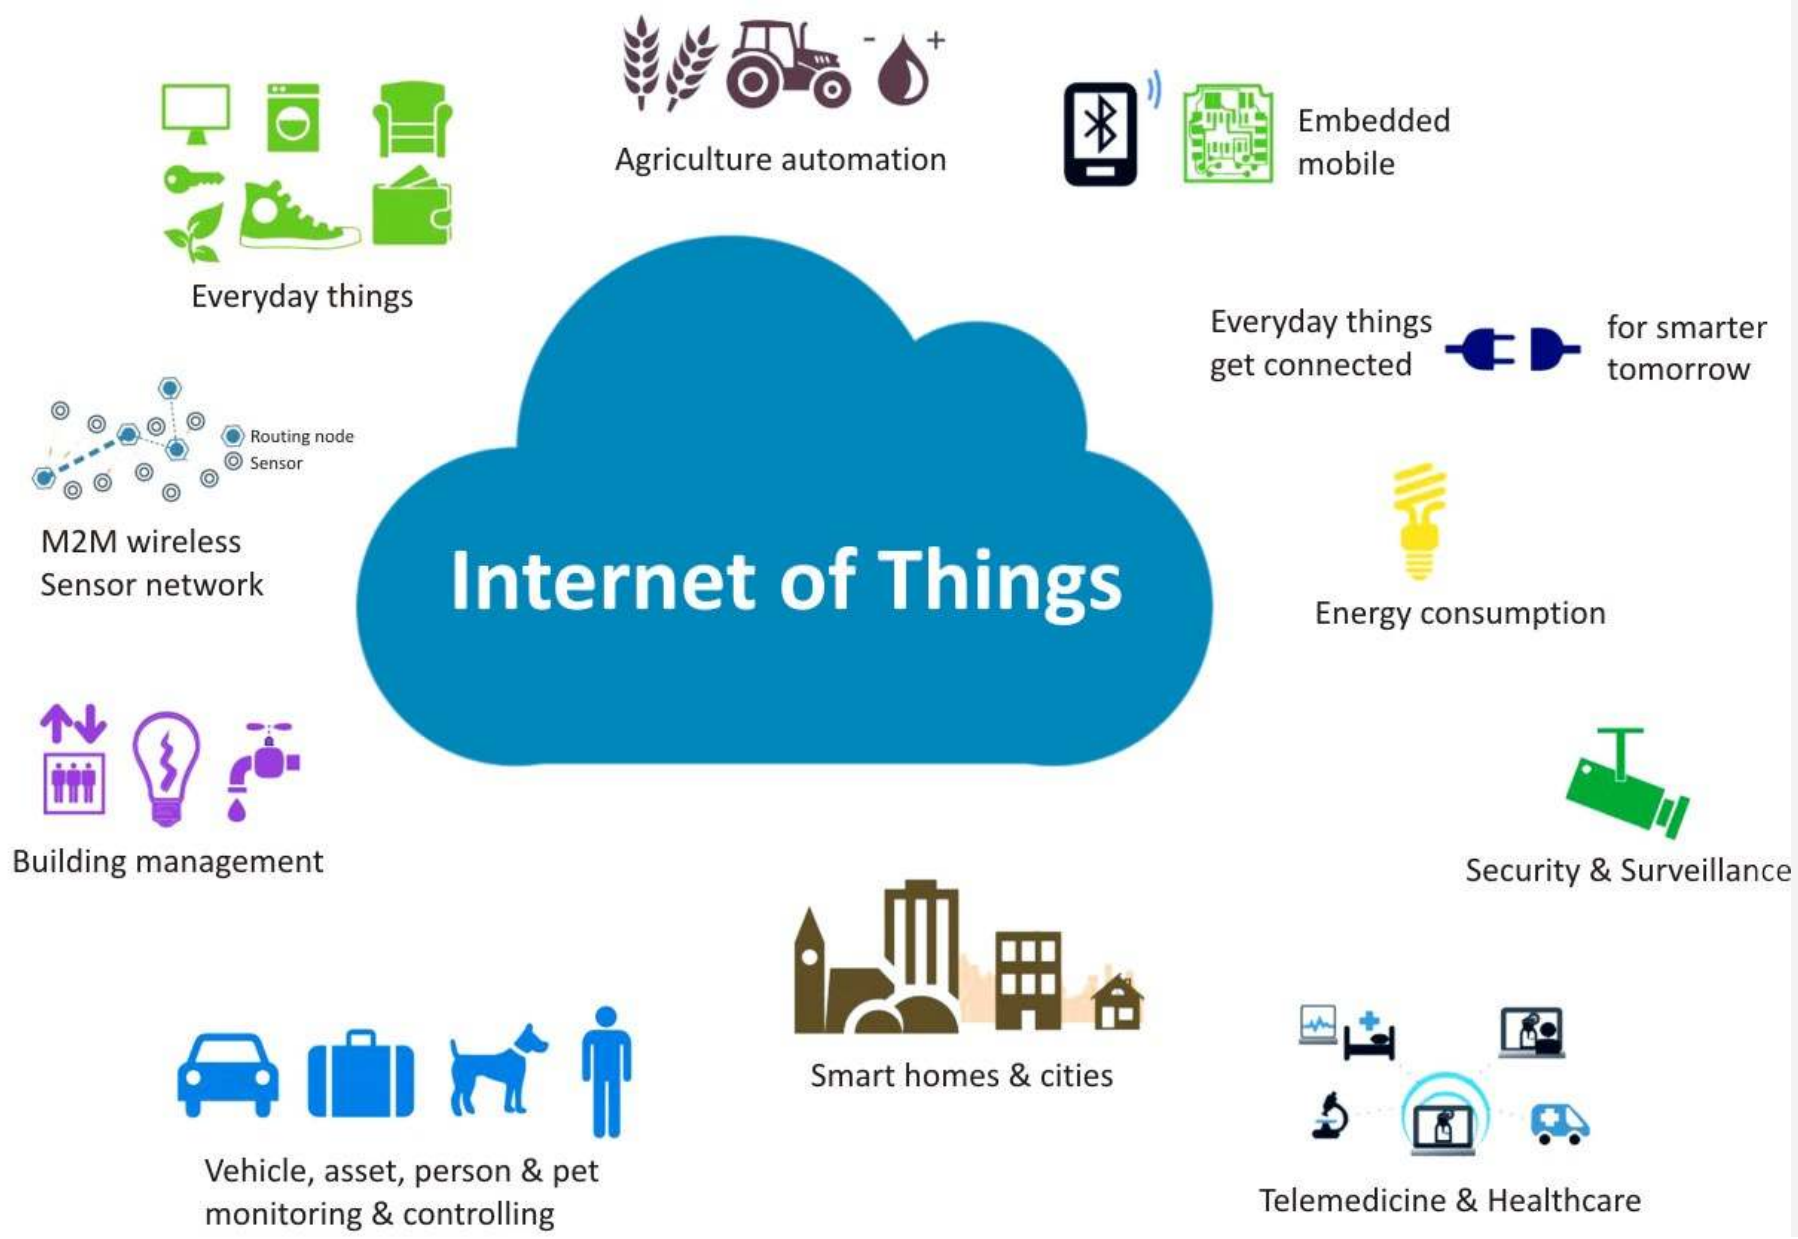 - +
Agriculture automation
Embedded
mobile
Everyday things
Everyday things
get connected
for smarter
tomorrow
Routing node
Sensor
M2M wireless
Sensor network
Internet of Things
Energy consumption
Building management
Security & Surveillance
Smart homes & cities
Vehicle, asset, person & pet
monitoring & controlling
Telemedicine & Healthcare